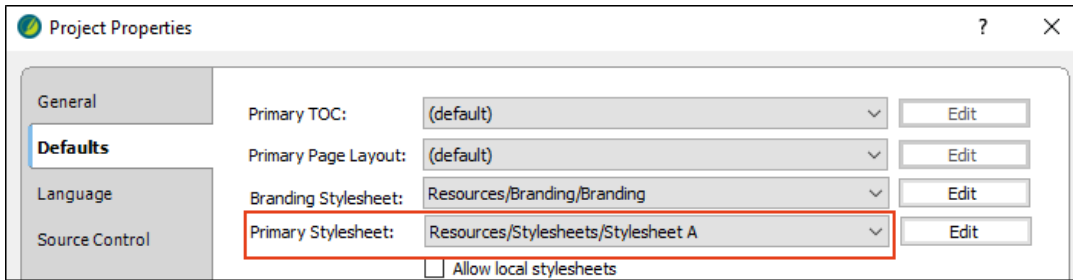 Project Properties ? ×
General
Defaults
Language
Source Control
Primary TOC: (default) Edit
Primary Page Layout: (default) Edit
Branding Stylesheet: Resources/Branding/Branding Edit
Primary Stylesheet: Resources/Stylesheets/Stylesheet A Edit
Allow local stylesheets